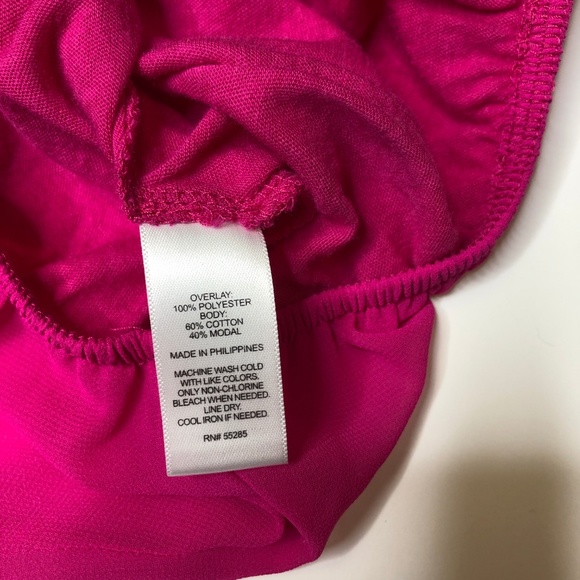 OVERLAY:
100% POLYESTER
BODY:
60% COTTON
40% MODAL
MADE IN PHILIPPINES
MACHINE WASH COLD
WITH LIKE COLORS.
ONLY NON-CHLORINE
BLEACH WHEN NEEDED.
LINE DRY.
COOL IRON IF NEEDED.
RN# 55285